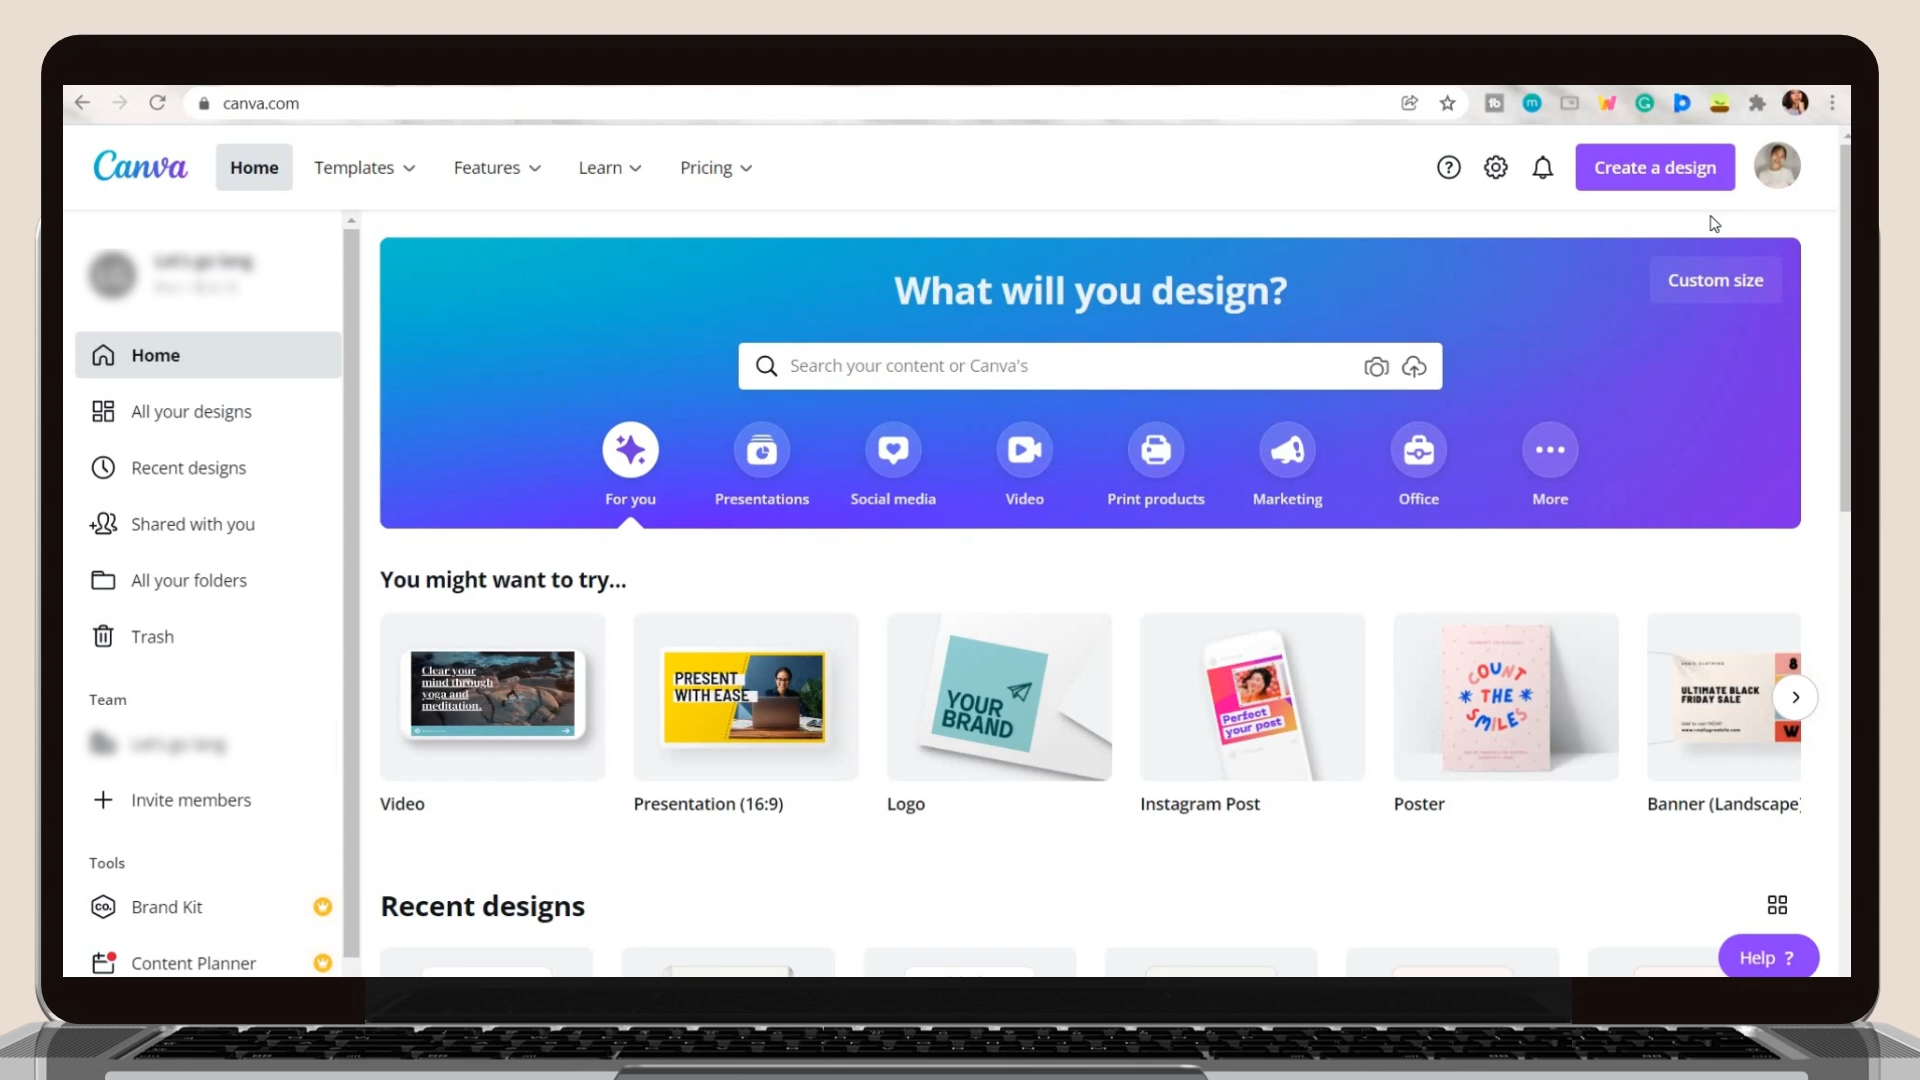 canva.com
Canva
Home
Templates
Features
Learn
Pricing
Create a design
Home
All your designs
Recent designs
Shared with you
All your folders
Trash
Team
Invite members
Tools
CO.
Brand Kit
Content Planner
What will you design?
Custom size
Search your content or Canva's
For you
Presentations
Social media
Video
Print products
Marketing
Office
More
You might want to try...
Clear your
mind through
yoga and
meditation.
PRESENT
WITH EASE
YOUR
BRAND
Perfect
your post
COUNT
THE
SMILES
ULTIMATE BLACK
FRIDAY SALE
8
W
Video
Presentation (16:9)
Logo
Instagram Post
Poster
Banner (Landscape)
Recent designs
Help ?